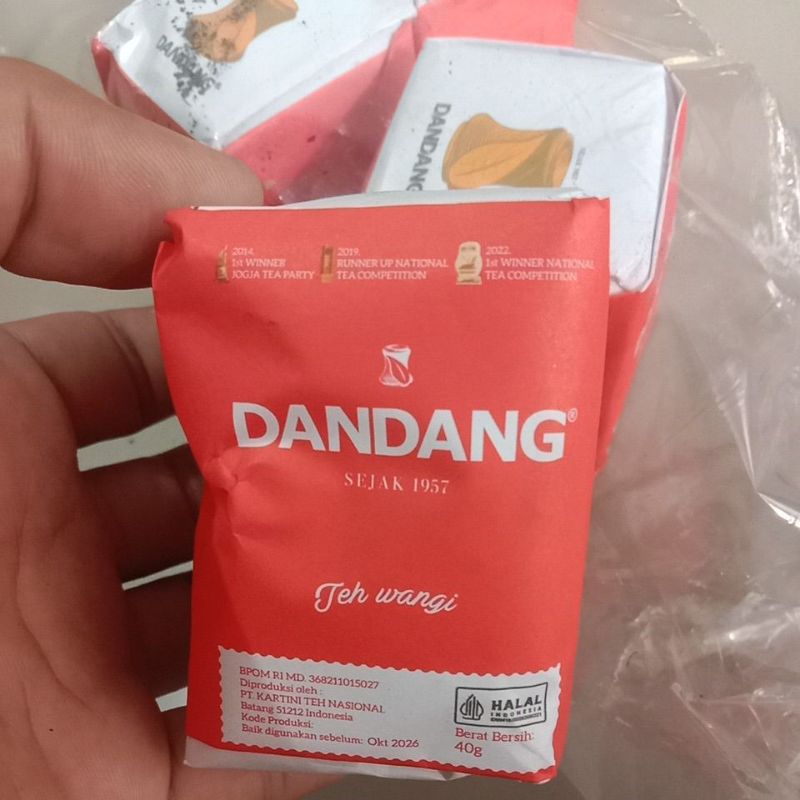 DANDANG
DANDANG
2014.
1st WINNER
JOGJA TEA PARTY
2019.
RUNNER UP NATIONAL
TEA COMPETITION
2022.
1st WINNER NATIONAL
TEA COMPETITION
DANDANG®
SEJAK 1957
Teh wangi
BPOM RI MD. 368211015027
Diproduksi oleh :
PT. KARTINI TEH NASIONAL
Batang 51212 Indonesia
Kode Produksi:
Baik digunakan sebelum: Okt 2026
HALAL
INDONESIA
Berat Bersih:
40g